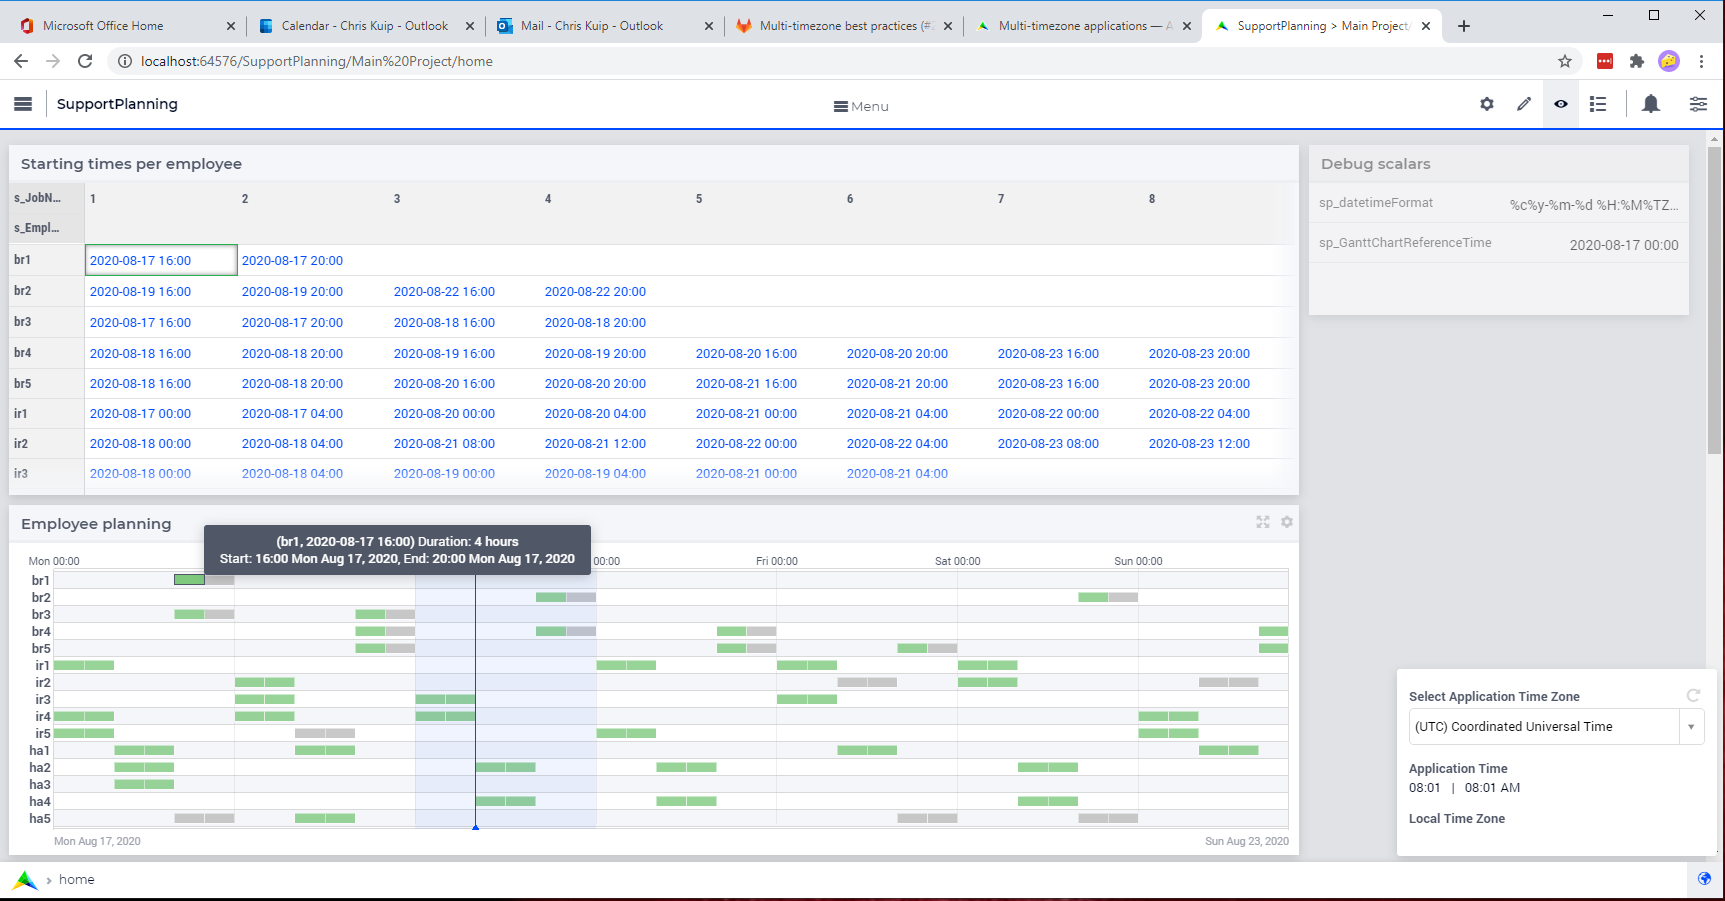 Microsoft Office Home
Calendar - Chris Kuip - Outlook
Mail - Chris Kuip - Outlook
Multi-timezone best practices (#
Multi-timezone applications —
SupportPlanning > Main Project/
localhost:64576/SupportPlanning/Main%20Project/home
SupportPlanning
Menu
Starting times per employee
s_JobN... 1 2 3 4 5 6 7 8
s_Empl...
br1 2020-08-17 16:00 2020-08-17 20:00
br2 2020-08-19 16:00 2020-08-19 20:00 2020-08-22 16:00 2020-08-22 20:00
br3 2020-08-17 16:00 2020-08-17 20:00 2020-08-18 16:00 2020-08-18 20:00
br4 2020-08-18 16:00 2020-08-18 20:00 2020-08-19 16:00 2020-08-19 20:00 2020-08-20 16:00 2020-08-20 20:00 2020-08-23 16:00 2020-08-23 20:00
br5 2020-08-18 16:00 2020-08-18 20:00 2020-08-20 16:00 2020-08-20 20:00 2020-08-21 16:00 2020-08-21 20:00 2020-08-23 16:00 2020-08-23 20:00
ir1 2020-08-17 00:00 2020-08-17 04:00 2020-08-20 00:00 2020-08-20 04:00 2020-08-21 00:00 2020-08-21 04:00 2020-08-22 00:00 2020-08-22 04:00
ir2 2020-08-18 00:00 2020-08-18 04:00 2020-08-21 08:00 2020-08-21 12:00 2020-08-22 00:00 2020-08-22 04:00 2020-08-23 08:00 2020-08-23 12:00
ir3 2020-08-18 00:00 2020-08-18 04:00 2020-08-19 00:00 2020-08-19 04:00 2020-08-21 00:00 2020-08-21 04:00
Debug scalars
sp_datetimeFormat %c%y-%m-%d %H:%M%TZ...
sp_GanttChartReferenceTime 2020-08-17 00:00
Employee planning
(br1, 2020-08-17 16:00) Duration: 4 hours
Start: 16:00 Mon Aug 17, 2020, End: 20:00 Mon Aug 17, 2020
Mon 00:00 00:00 Fri 00:00 Sat 00:00 Sun 00:00
br1
br2
br3
br4
br5
ir1
ir2
ir3
ir4
ir5
ha1
ha2
ha3
ha4
ha5
Mon Aug 17, 2020 Sun Aug 23, 2020
Select Application Time Zone
(UTC) Coordinated Universal Time
Application Time
08:01 | 08:01 AM
Local Time Zone
home